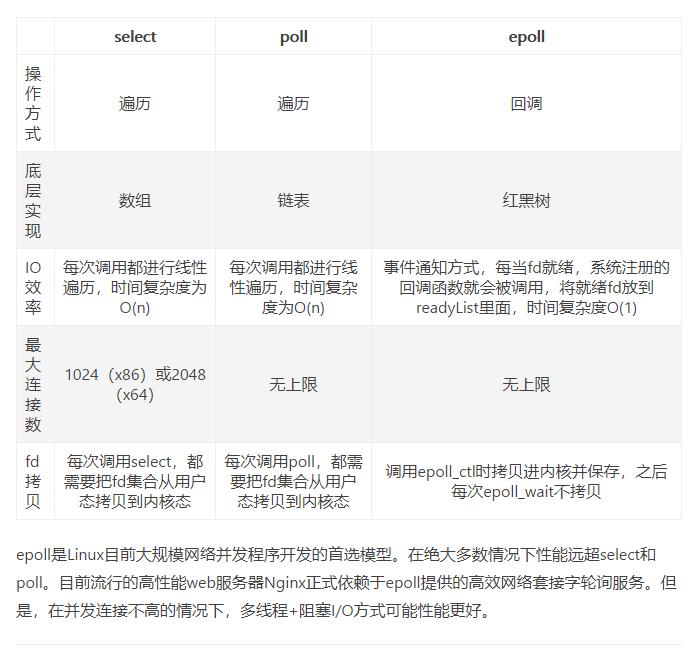 select poll epoll
操作方式 遍历 遍历 回调
底层实现 数组 链表 红黑树
IO效率 每次调用都进行线性遍历，时间复杂度为O(n) 每次调用都进行线性遍历，时间复杂度为O(n) 事件通知方式，每当fd就绪，系统注册的回调函数就会被调用，将就绪fd放到readyList里面，时间复杂度O(1)
最大连接数 1024（x86）或2048（x64） 无上限 无上限
fd拷贝 每次调用select，都需要把fd集合从用户态拷贝到内核态 每次调用poll，都需要把fd集合从用户态拷贝到内核态 调用epoll_ctl时拷贝进内核并保存，之后每次epoll_wait不拷贝
epoll是Linux目前大规模网络并发程序开发的首选模型。在绝大多数情况下性能远超select和
poll。目前流行的高性能web服务器Nginx正式依赖于epoll提供的高效网络套接字轮询服务。但
是，在并发连接不高的情况下，多线程+阻塞I/O方式可能性能更好。